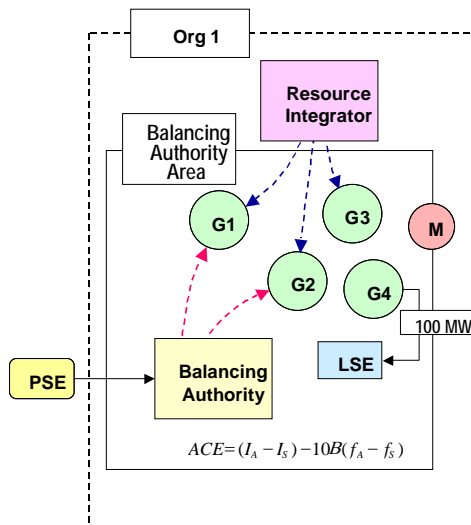 Org 1
Resource
Integrator
Balancing
Authority
Area
G1
G3
M
G2
G4
100 MW
PSE
Balancing
Authority
LSE
ACE=(I_A−I_S)−10B(f_A−f_S)